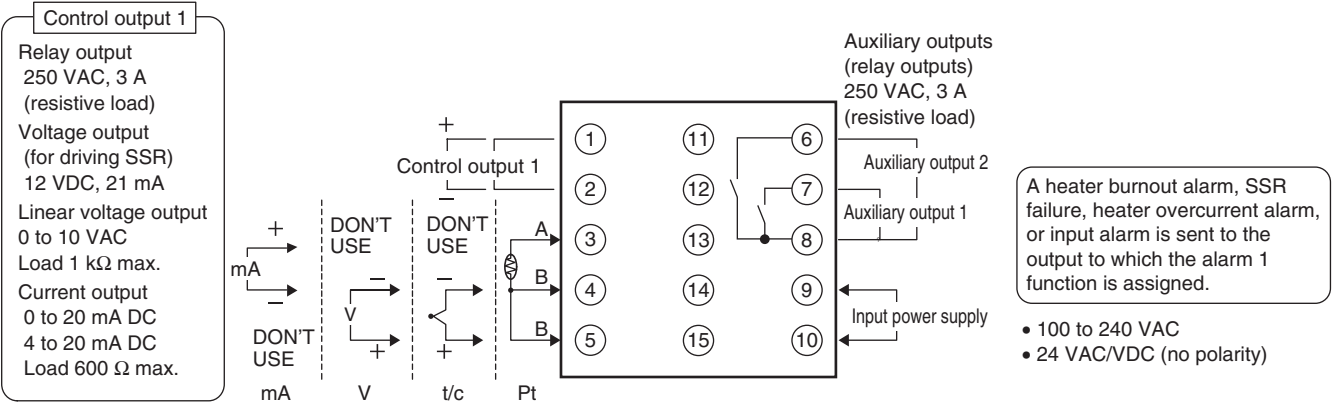 Control output 1
Relay output
250 VAC, 3 A
(resistive load)
Voltage output
(for driving SSR)
12 VDC, 21 mA
Linear voltage output
0 to 10 VAC
Load 1 kΩ max.
Current output
0 to 20 mA DC
4 to 20 mA DC
Load 600 Ω max.
+
mA
−
DON'T
USE
mA
DON'T
USE
−
V
+
V
+
Control output 1
−
DON'T
USE
−
+
t/c
A
B
B
Pt
1
2
3
4
5
11
12
13
14
15
6
7
8
9
10
Auxiliary outputs
(relay outputs)
250 VAC, 3 A
(resistive load)
Auxiliary output 2
Auxiliary output 1
Input power supply
A heater burnout alarm, SSR
failure, heater overcurrent alarm,
or input alarm is sent to the
output to which the alarm 1
function is assigned.
• 100 to 240 VAC
• 24 VAC/VDC (no polarity)